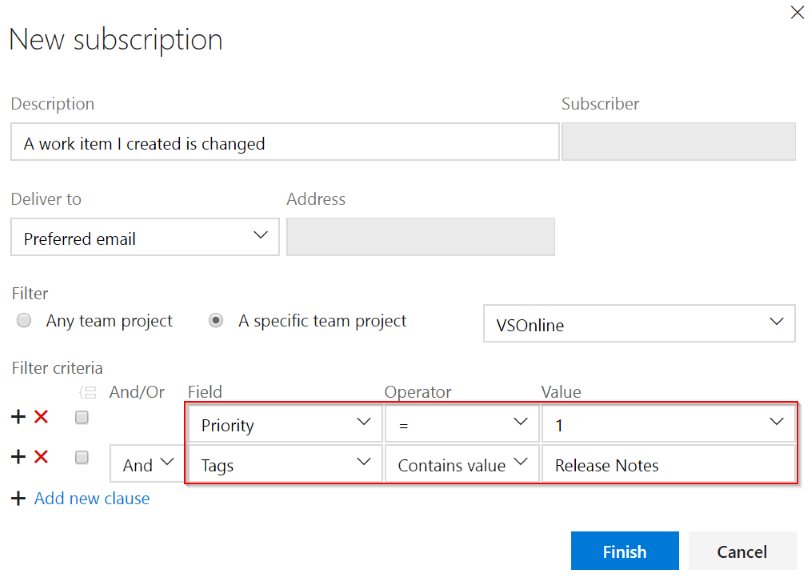 New subscription
Description Subscriber
A work item I created is changed
Deliver to Address
Preferred email
Filter
Any team project A specific team project VSOnline
Filter criteria
And/Or Field Operator Value
Priority = 1
And Tags Contains value Release Notes
Add new clause
Finish Cancel